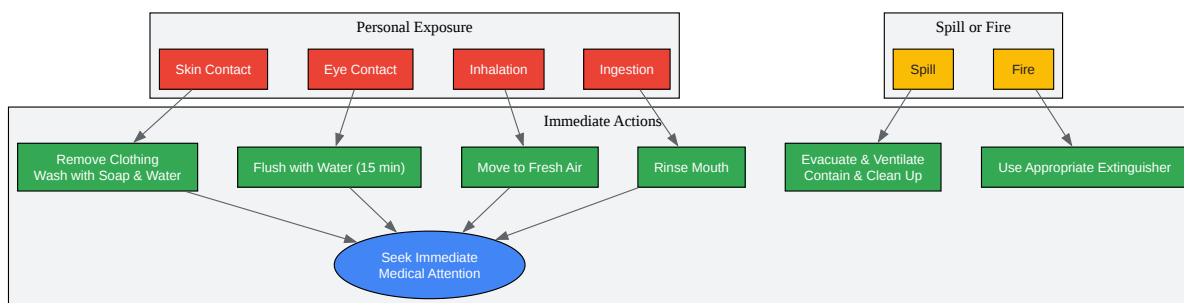 Personal Exposure
Spill or Fire
Skin Contact
Eye Contact
Inhalation
Ingestion
Spill
Fire
Immediate Actions
Remove Clothing
Wash with Soap & Water
Flush with Water (15 min)
Move to Fresh Air
Rinse Mouth
Evacuate & Ventilate
Contain & Clean Up
Use Appropriate Extinguisher
Seek Immediate
Medical Attention